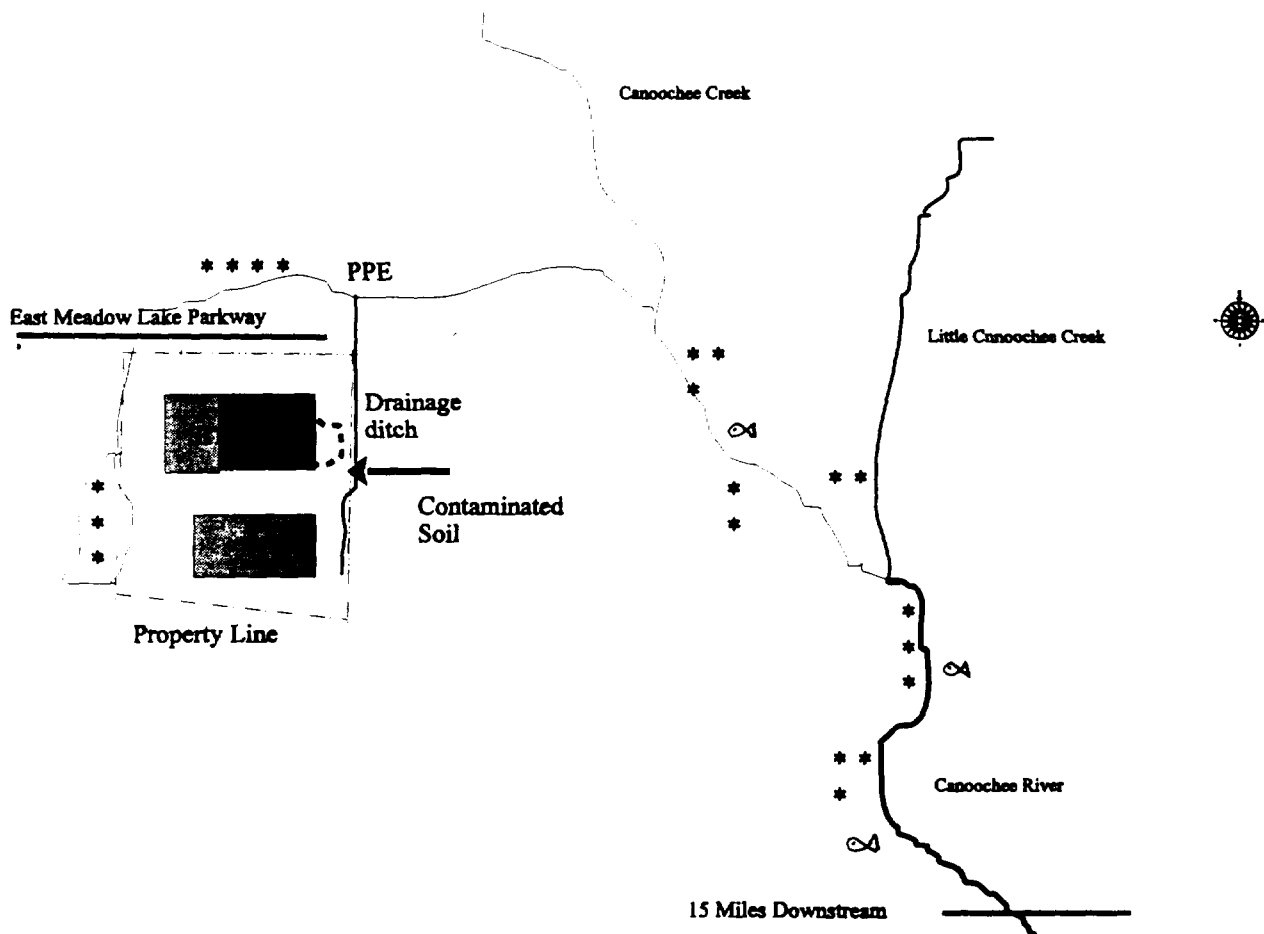 Canoochee Creek
PPE
East Meadow Lake Parkway
Little Cnnoochee Creek
Drainage
ditch
Contaminated
Soil
Property Line
Canoochee River
15 Miles Downstream